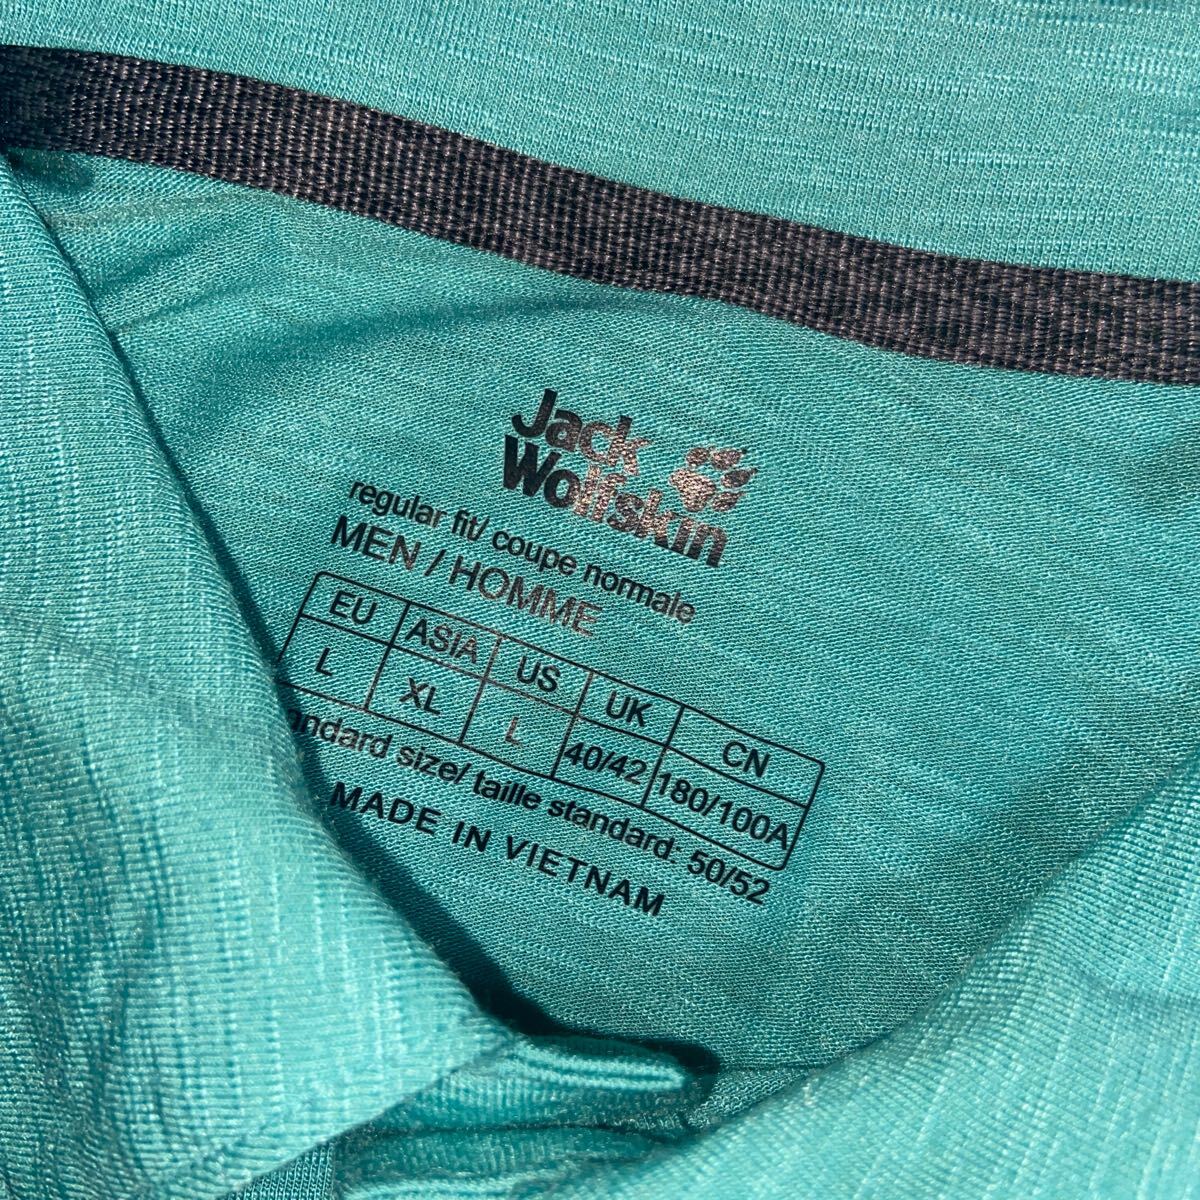 Jack
Wolfskin
regular fit/ coupe normale
MEN / HOMME
EU ASIA US UK CN
L XL L 40/42 180/100A
size/ taille standard: 50/52
MADE IN VIETNAM